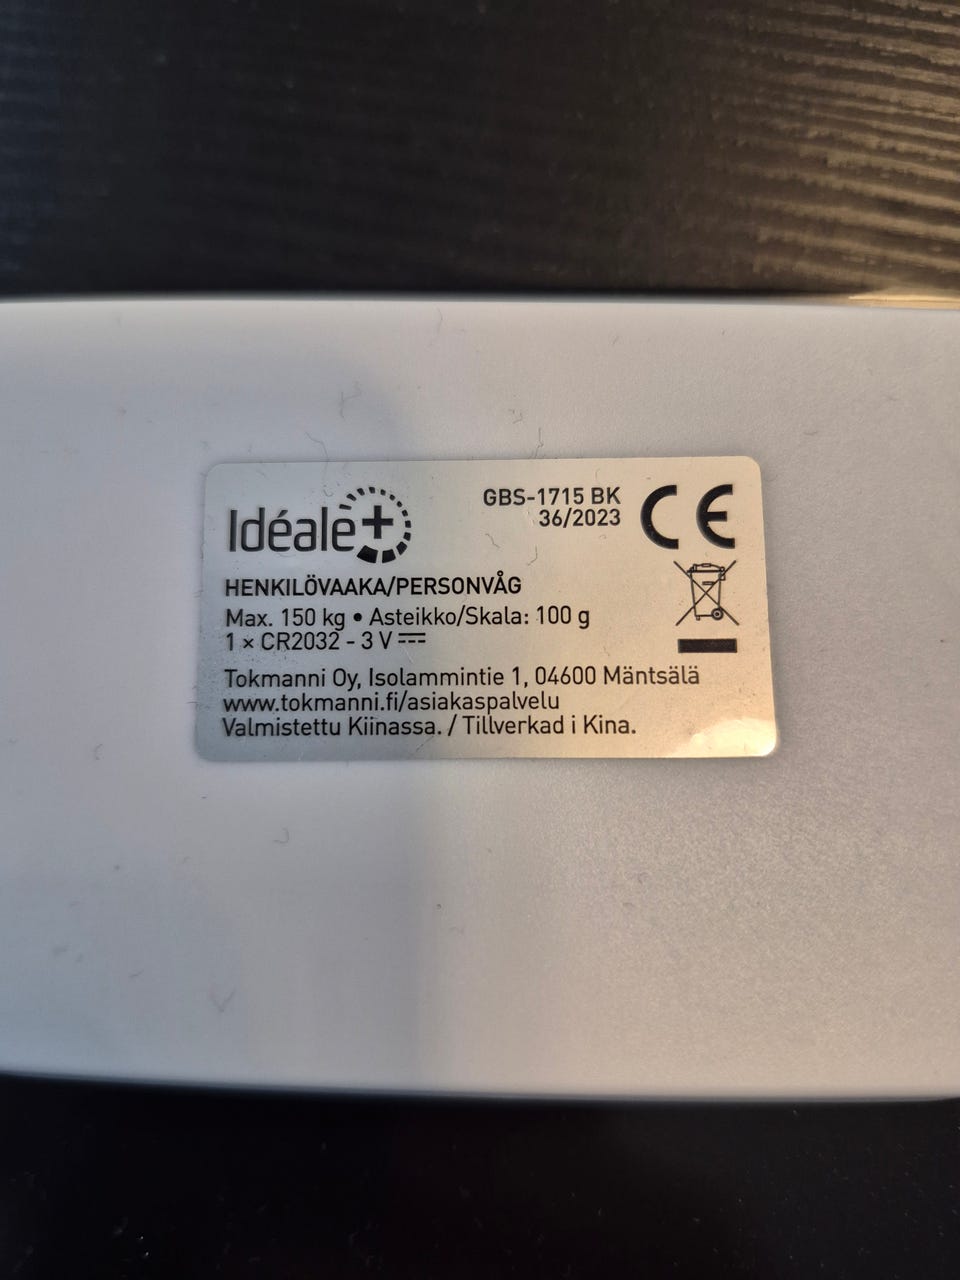 Idéale+
GBS-1715 BK
36/2023
CE
HENKILÖVAAKA/PERSONVÅG
Max. 150 kg • Asteikko/Skala: 100 g
1 × CR2032 - 3 V ⎓
Tokmanni Oy, Isolammintie 1, 04600 Mäntsälä
www.tokmanni.fi/asiakaspalvelu
Valmistettu Kiinassa. / Tillverkad i Kina.